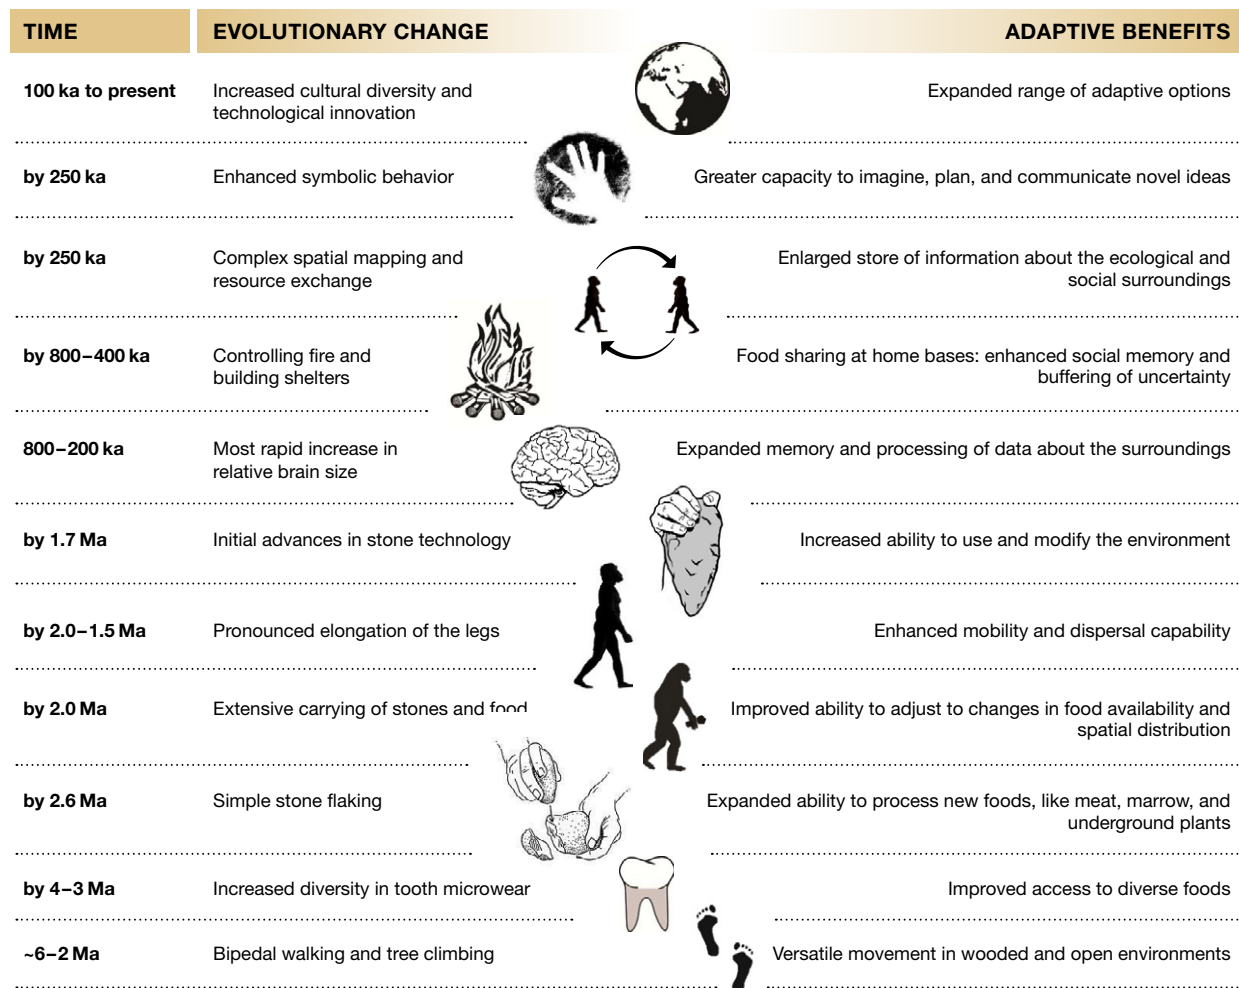 TIME EVOLUTIONARY CHANGE ADAPTIVE BENEFITS
100 ka to present Increased cultural diversity and Expanded range of adaptive options
technological innovation
by 250 ka Enhanced symbolic behavior Greater capacity to imagine, plan, and communicate novel ideas
by 250 ka Complex spatial mapping and Enlarged store of information about the ecological and
resource exchange social surroundings
by 800–400 ka Controlling fire and Food sharing at home bases: enhanced social memory and
building shelters buffering of uncertainty
800–200 ka Most rapid increase in Expanded memory and processing of data about the surroundings
relative brain size
by 1.7 Ma Initial advances in stone technology Increased ability to use and modify the environment
by 2.0–1.5 Ma Pronounced elongation of the legs Enhanced mobility and dispersal capability
by 2.0 Ma Extensive carrying of stones and food Improved ability to adjust to changes in food availability and
spatial distribution
by 2.6 Ma Simple stone flaking Expanded ability to process new foods, like meat, marrow, and
underground plants
by 4–3 Ma Increased diversity in tooth microwear Improved access to diverse foods
~6–2 Ma Bipedal walking and tree climbing Versatile movement in wooded and open environments